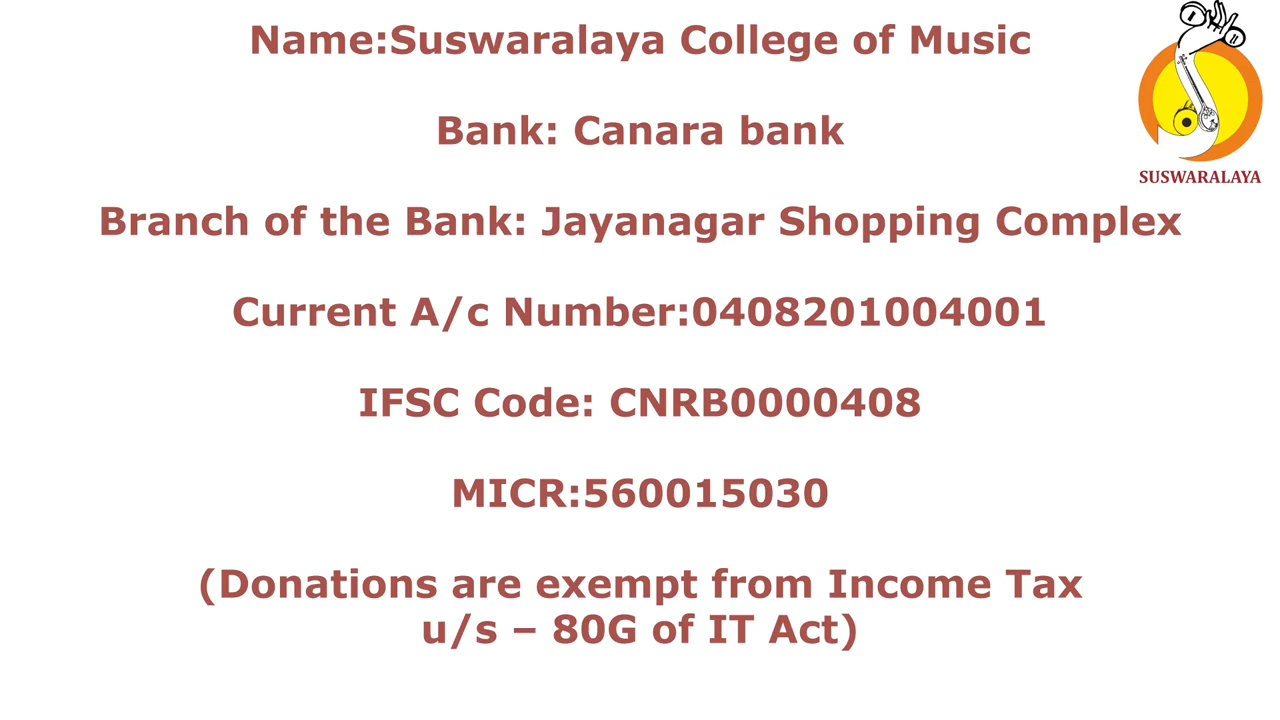 Name:Suswaralaya College of Music
Bank: Canara bank
SUSWARALAYA
Branch of the Bank: Jayanagar Shopping Complex
Current A/c Number:0408201004001
IFSC Code: CNRB0000408
MICR:560015030
(Donations are exempt from Income Tax
u/s – 80G of IT Act)